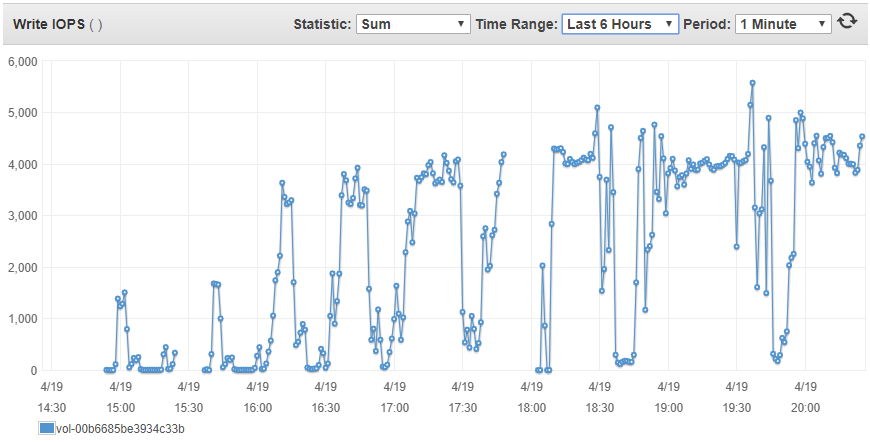 Write IOPS ( ) Statistic: Sum Time Range: Last 6 Hours Period: 1 Minute
6,000
5,000
4,000
3,000
2,000
1,000
0
4/19 4/19 4/19 4/19 4/19 4/19 4/19 4/19 4/19 4/19 4/19 4/19
14:30 15:00 15:30 16:00 16:30 17:00 17:30 18:00 18:30 19:00 19:30 20:00
vol-00b6685be3934c33b